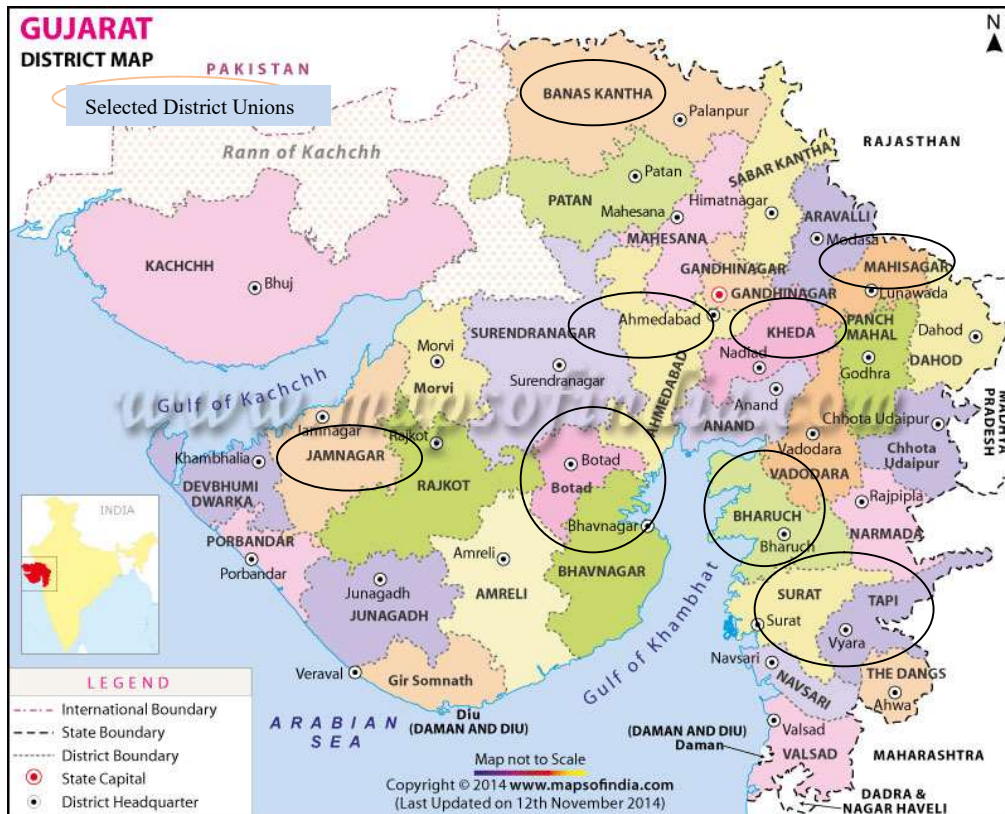 GUJARAT
DISTRICT MAP
N
PAKISTAN
Selected District Unions
BANAS KANTHA
Palanpur
RAJASTHAN
Rann of Kachchh
SABAR KANTHA
Patan
PATAN
Himatnagar
Mahesana
ARAVALLI
Modasa
MAHESANA
KACHCHH
Bhuj
GANDHINAGAR
MAHISAGAR
GANDHINAGAR
Lunawada
Ahmedabad
SURENDRANAGAR
KHEDA
PANCH
MAHAL
Dahod
Morvi
Nadiad
DAHOD
Godhra
Surendranagar
Morvi
AHMEDABAD
www.mapsofindia.com
Gulf of Kachchh
Anand
ANAND
MADHYA
PRADESH
Jamnagar
Chhota Udaipur
Rajkot
Vadodara
Khambhalia
JAMNAGAR
Botad
Chhota
Udaipur
VADODARA
DEVBHUMI
DWARKA
RAJKOT
Botad
Rajpipla
INDIA
BHARUCH
Bhavnagar
Bharuch
NARMADA
PORBANDAR
Porbandar
Amreli
BHAVNAGAR
Junagadh
AMRELI
SURAT
TAPI
JUNAGADH
Surat
Vyara
Gulf of Khambhat
Navsari
Veraval
THE DANGS
Gir Somnath
NAVSARI
Ahwa
LEGEND
International Boundary
State Boundary
District Boundary
State Capital
District Headquarter
ARABIAN
SEA
Diu
(DAMAN AND DIU)
(DAMAN AND DIU)
Daman
Valsad
VALSAD
MAHARASHTRA
Map not to Scale
Copyright © 2014 www.mapsofindia.com
(Last Updated on 12th November 2014)
DADRA &
NAGAR HAVELI